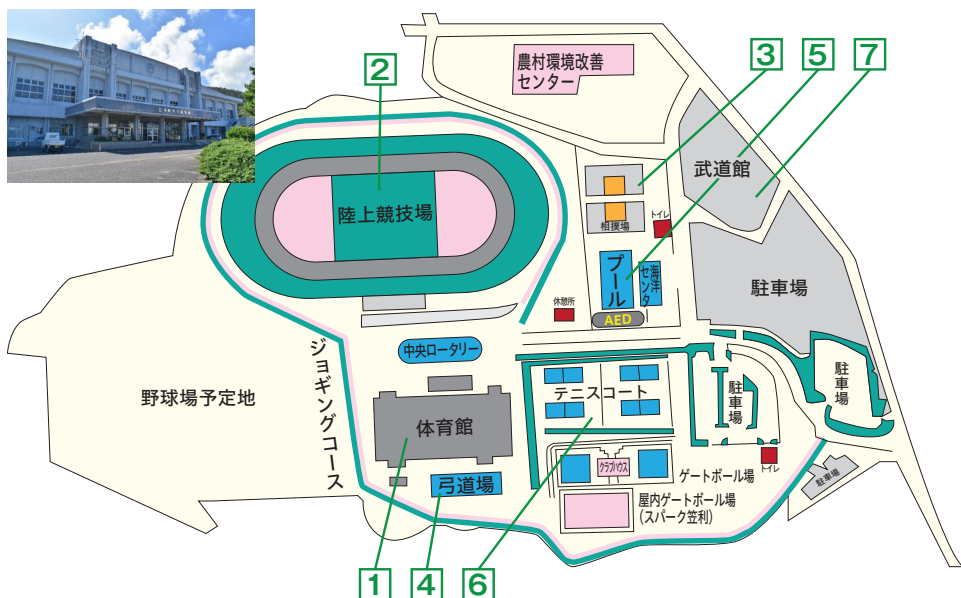 2
3
5
7
農村環境改善
センター
武道館
陸上競技場
相撲場
トイレ
プール
海洋
センタ
駐車場
休憩所
AED
中央ロータリー
ジョギングコース
野球場予定地
テニスコート
駐車場
駐車場
体育館
クラブハウス
ゲートボール場
トイレ
駐車場
弓道場
屋内ゲートボール場
(スパーク笠利)
1
4
6